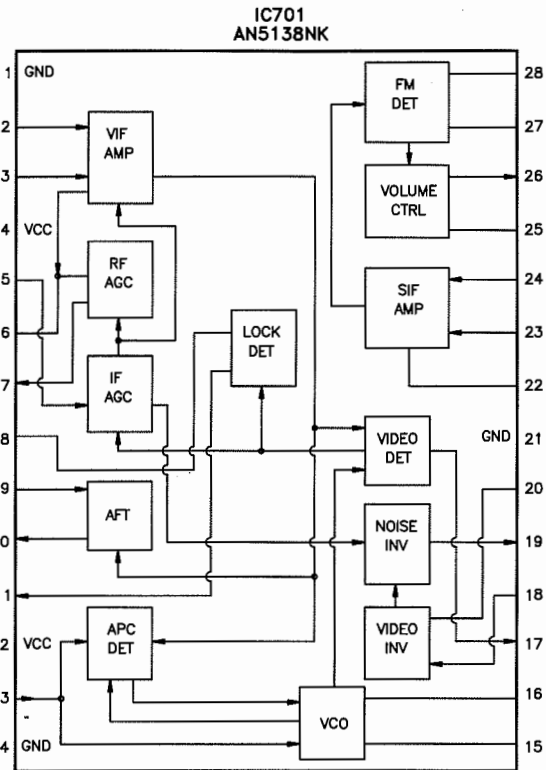 IC701
AN5138NK
1 GND
2
3
4 VCC
5
6
7
8
9
0
1
2 VCC
3
4 GND
VIF
AMP
RF
AGC
IF
AGC
AFT
APC
DET
LOCK
DET
FM
DET
VOLUME
CTRL
SIF
AMP
VIDEO
DET
NOISE
INV
VIDEO
INV
VCO
28
27
26
25
24
23
22
GND 21
20
19
18
17
16
15